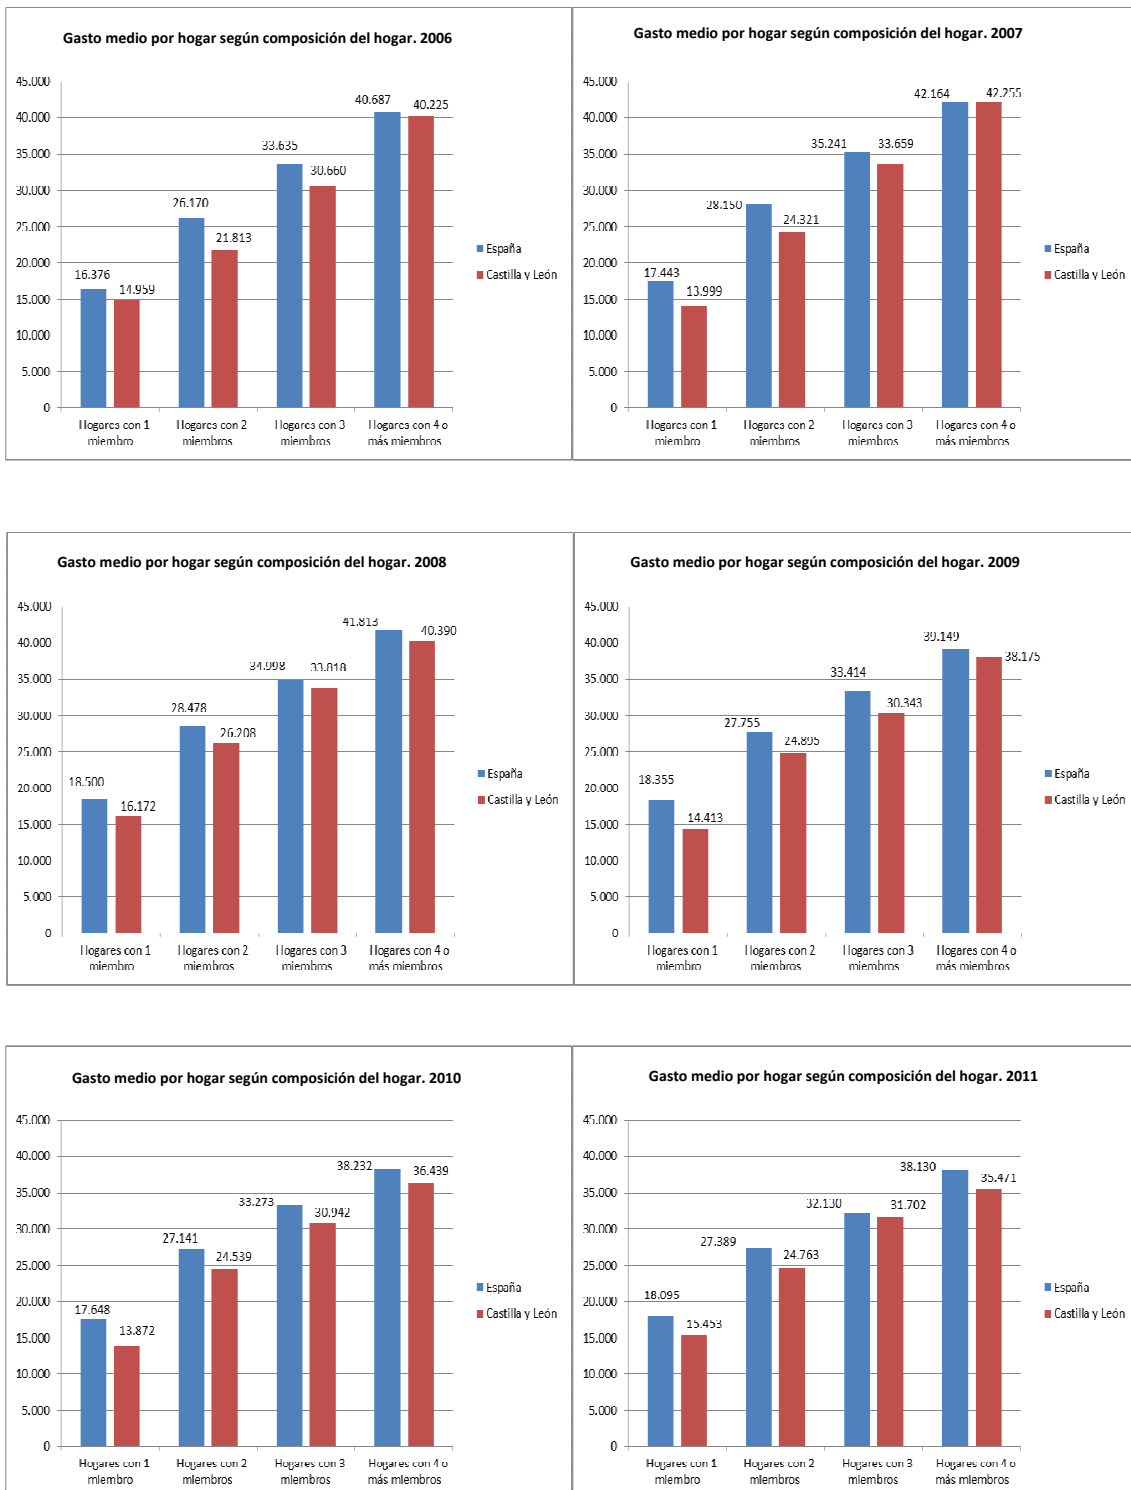 Gasto medio por hogar según composición del hogar. 2006
45.000
40.000
35.000
30.000
25.000
20.000
15.000
10.000
5.000
0
16.376
14.959
26.170
21.813
33.635
30.660
40.687
40.225
Hogares con 1 miembro
Hogares con 2 miembros
Hogares con 3 miembros
Hogares con 4 o más miembros
España
Castilla y León
Gasto medio por hogar según composición del hogar. 2007
45.000
40.000
35.000
30.000
25.000
20.000
15.000
10.000
5.000
0
17.443
13.999
28.150
24.321
35.241
33.659
42.164
42.255
Hogares con 1 miembro
Hogares con 2 miembros
Hogares con 3 miembros
Hogares con 4 o más miembros
España
Castilla y León
Gasto medio por hogar según composición del hogar. 2008
45.000
40.000
35.000
30.000
25.000
20.000
15.000
10.000
5.000
0
18.500
16.172
28.478
26.208
34.998
33.818
41.813
40.390
Hogares con 1 miembro
Hogares con 2 miembros
Hogares con 3 miembros
Hogares con 4 o más miembros
España
Castilla y León
Gasto medio por hogar según composición del hogar. 2009
45.000
40.000
35.000
30.000
25.000
20.000
15.000
10.000
5.000
0
18.355
14.413
27.755
24.895
33.414
30.343
39.149
38.175
Hogares con 1 miembro
Hogares con 2 miembros
Hogares con 3 miembros
Hogares con 4 o más miembros
España
Castilla y León
Gasto medio por hogar según composición del hogar. 2010
45.000
40.000
35.000
30.000
25.000
20.000
15.000
10.000
5.000
0
17.648
13.872
27.141
24.539
33.273
30.942
38.232
36.439
Hogares con 1 miembro
Hogares con 2 miembros
Hogares con 3 miembros
Hogares con 4 o más miembros
España
Castilla y León
Gasto medio por hogar según composición del hogar. 2011
45.000
40.000
35.000
30.000
25.000
20.000
15.000
10.000
5.000
0
18.095
15.453
27.389
24.763
32.130
31.702
38.130
35.471
Hogares con 1 miembro
Hogares con 2 miembros
Hogares con 3 miembros
Hogares con 4 o más miembros
España
Castilla y León